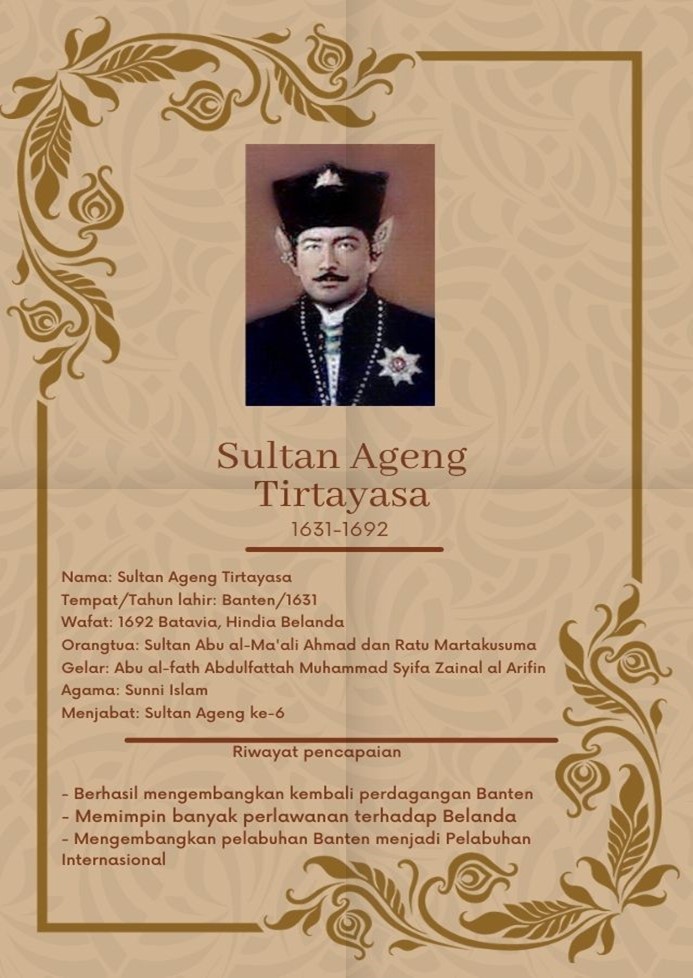 Sultan Ageng
Tirtayasa
1631-1692
Nama: Sultan Ageng Tirtayasa
Tempat/Tahun lahir: Banten/1631
Wafat: 1692 Batavia, Hindia Belanda
Orangtua: Sultan Abu al-Ma'ali Ahmad dan Ratu Martakusuma
Gelar: Abu al-fath Abdulfattah Muhammad Syifa Zainal al Arifin
Agama: Sunni Islam
Menjabat: Sultan Ageng ke-6
Riwayat pencapaian
- Berhasil mengembangkan kembali perdagangan Banten
- Memimpin banyak perlawanan terhadap Belanda
- Mengembangkan pelabuhan Banten menjadi Pelabuhan
Internasional